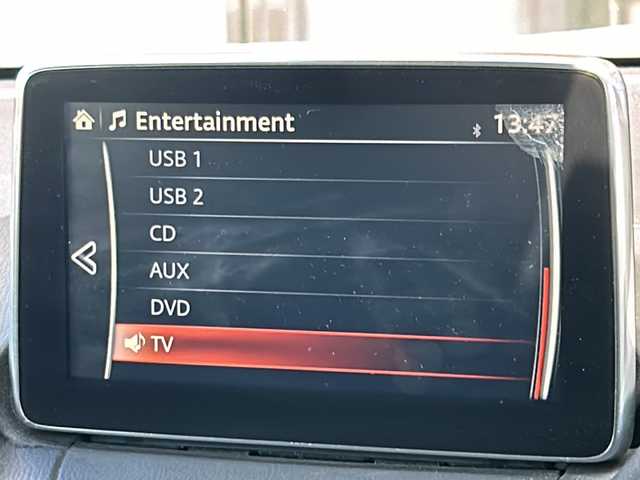 Entertainment
13:47
USB 1
USB 2
CD
AUX
DVD
TV